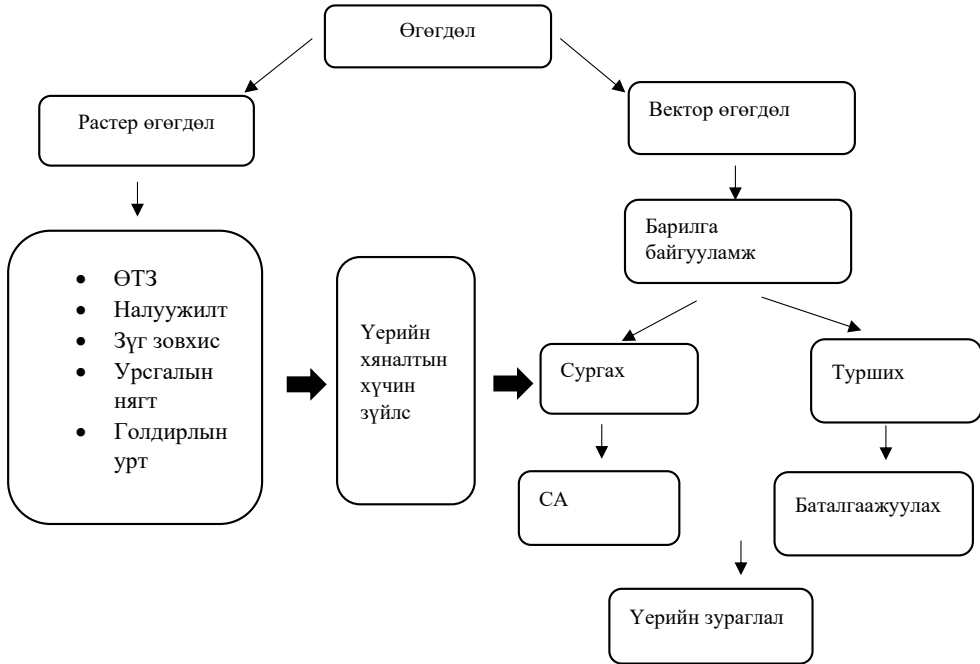 Өгөгдөл
Растер өгөгдөл
Вектор өгөгдөл
Барилга
байгууламж
• ӨТЗ
• Налуужилт
• Зүг зовхис
• Урсгалын
нягт
• Голдирлын
урт
Үерийн
хяналтын
хүчин
зүйлс
Сургах
Турших
СА
Баталгаажуулах
Үерийн зураглал